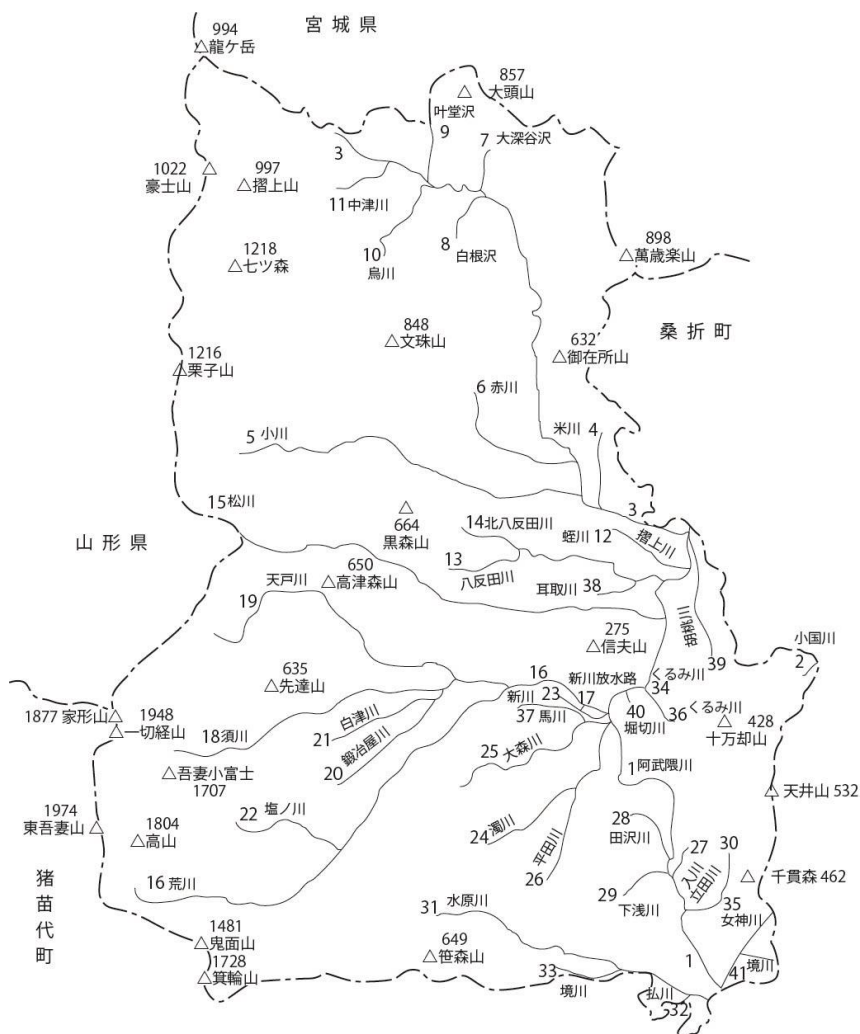 宮城県
994
龍ケ岳
857
大頭山
叶堂沢
9
7
大深谷沢
3
1022
豪士山
997
摺上山
11 中津川
10
烏川
8
白根沢
1218
七ツ森
898
萬歳楽山
桑折町
848
文珠山
632
御在所山
1216
栗子山
6 赤川
米川
4
5 小川
15 松川
664
黒森山
14 北八反田川
蛭川 12
3
摺上川
山形県
天戸川
650
高津森山
13
八反田川
耳取川 38
19
275
信夫山
胡桃川
39
小国川
2
635
先達山
16
新川放水路
くるみ川
34
新川
23
17
37 馬川
40
堀切川
36
くるみ川
428
十万却山
1877 家形山
1948
一切経山
18 須川
21
白津川
鍛冶屋川
20
25
大森川
吾妻小富士
1707
1 阿武隈川
天井山 532
1974
東吾妻山
1804
高山
22
塩ノ川
24
濁川
平田川
26
28
田沢川
27
30
入川
立田川
千貫森 462
猪苗代町
16 荒川
31
水原川
29
下浅川
35
女神川
1481
鬼面山
649
笹森山
1
1728
箕輪山
33
境川
払川
32
境川
41